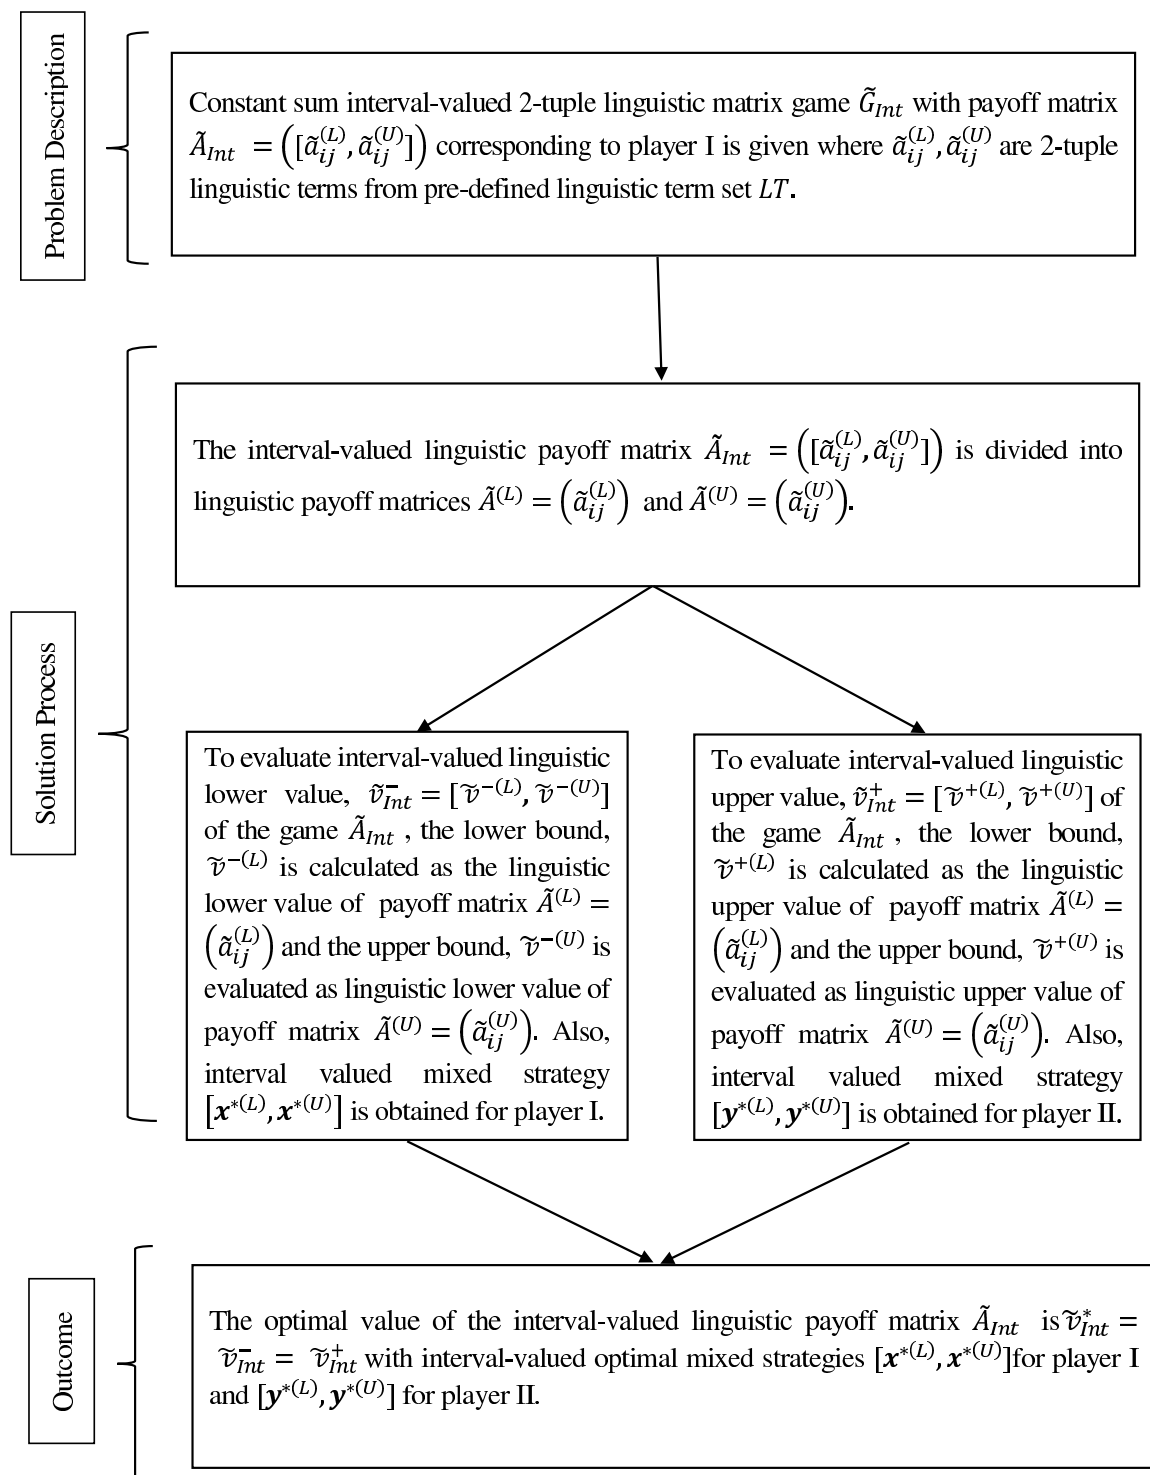 Problem Description
Constant sum interval-valued 2-tuple linguistic matrix game G̃_Int with payoff matrix
Ã_Int = ([ã_ij^(L), ã_ij^(U)]) corresponding to player I is given where ã_ij^(L), ã_ij^(U) are 2-tuple
linguistic terms from pre-defined linguistic term set LT.
Solution Process
The interval-valued linguistic payoff matrix Ã_Int = ([ã_ij^(L), ã_ij^(U)]) is divided into
linguistic payoff matrices Ã^(L) = (ã_ij^(L)) and Ã^(U) = (ã_ij^(U)).
To evaluate interval-valued linguistic
lower value, ṽ_Int^− = [ṽ^−(L), ṽ^−(U)]
of the game Ã_Int , the lower bound,
ṽ^−(L) is calculated as the linguistic
lower value of payoff matrix Ã^(L) =
(ã_ij^(L)) and the upper bound, ṽ^−(U) is
evaluated as linguistic lower value of
payoff matrix Ã^(U) = (ã_ij^(U)). Also,
interval valued mixed strategy
[x^*(L), x^*(U)] is obtained for player I.
To evaluate interval-valued linguistic
upper value, ṽ_Int^+ = [ṽ^+(L), ṽ^+(U)] of
the game Ã_Int , the lower bound,
ṽ^+(L) is calculated as the linguistic
upper value of payoff matrix Ã^(L) =
(ã_ij^(L)) and the upper bound, ṽ^+(U) is
evaluated as linguistic upper value of
payoff matrix Ã^(U) = (ã_ij^(U)). Also,
interval valued mixed strategy
[y^*(L), y^*(U)] is obtained for player II.
Outcome
The optimal value of the interval-valued linguistic payoff matrix Ã_Int is ṽ_Int^* =
ṽ_Int^− = ṽ_Int^+ with interval-valued optimal mixed strategies [x^*(L), x^*(U)]for player I
and [y^*(L), y^*(U)] for player II.